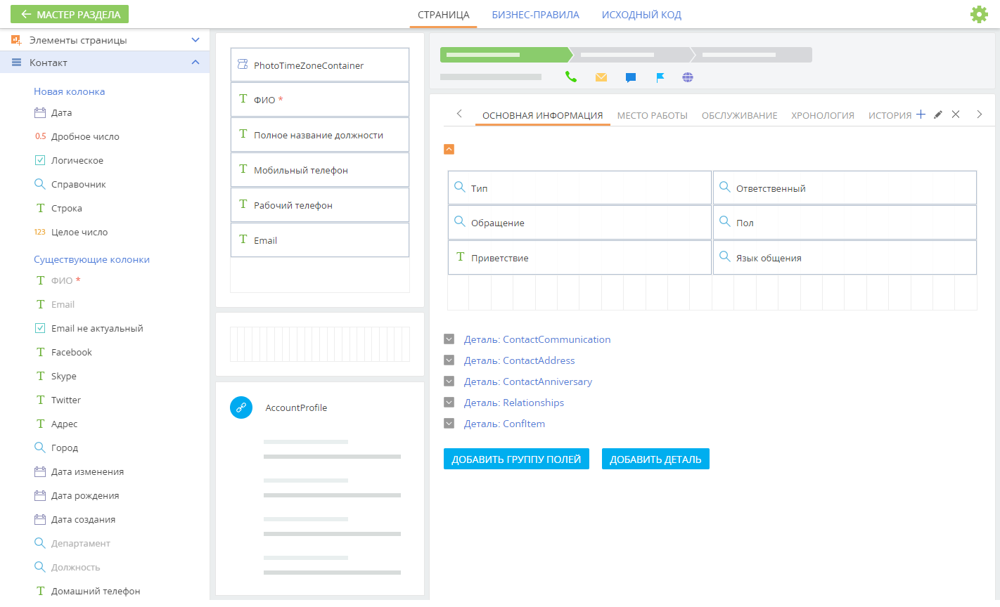 МАСТЕР РАЗДЕЛА
СТРАНИЦА
БИЗНЕС-ПРАВИЛА
ИСХОДНЫЙ КОД
Элементы страницы
Контакт
Новая колонка
Дата
0.5 Дробное число
Логическое
Справочник
T Строка
123 Целое число
Существующие колонки
T ФИО *
T Email
Email не актуальный
T Facebook
T Skype
T Twitter
T Адрес
Город
Дата изменения
Дата рождения
Дата создания
Департамент
Должность
T Домашний телефон
PhotoTimeZoneContainer
T ФИО *
T Полное название должности
T Мобильный телефон
T Рабочий телефон
T Email
AccountProfile
ОСНОВНАЯ ИНФОРМАЦИЯ
МЕСТО РАБОТЫ
ОБСЛУЖИВАНИЕ
ХРОНОЛОГИЯ
ИСТОРИЯ
Тип
Ответственный
Обращение
Пол
T Приветствие
Язык общения
Деталь: ContactCommunication
Деталь: ContactAddress
Деталь: ContactAnniversary
Деталь: Relationships
Деталь: ConfItem
ДОБАВИТЬ ГРУППУ ПОЛЕЙ
ДОБАВИТЬ ДЕТАЛЬ